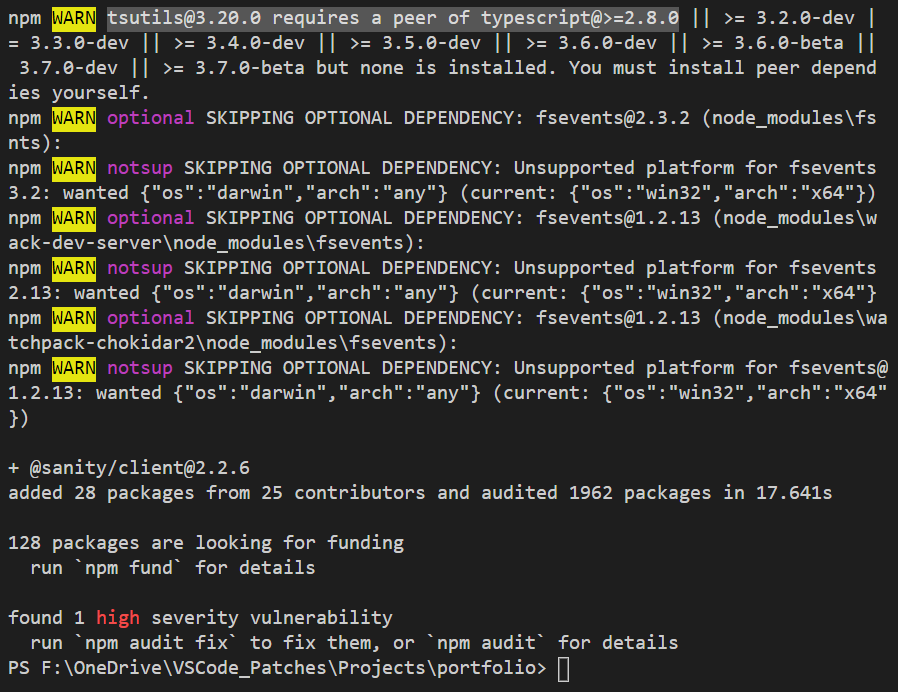 npm WARN tsutils@3.20.0 requires a peer of typescript@>=2.8.0 || >= 3.2.0-dev |
= 3.3.0-dev || >= 3.4.0-dev || >= 3.5.0-dev || >= 3.6.0-dev || >= 3.6.0-beta ||
 3.7.0-dev || >= 3.7.0-beta but none is installed. You must install peer depend
ies yourself.
npm WARN optional SKIPPING OPTIONAL DEPENDENCY: fsevents@2.3.2 (node_modules\fs
nts):
npm WARN notsup SKIPPING OPTIONAL DEPENDENCY: Unsupported platform for fsevents
3.2: wanted {"os":"darwin","arch":"any"} (current: {"os":"win32","arch":"x64"})
npm WARN optional SKIPPING OPTIONAL DEPENDENCY: fsevents@1.2.13 (node_modules\w
ack-dev-server\node_modules\fsevents):
npm WARN notsup SKIPPING OPTIONAL DEPENDENCY: Unsupported platform for fsevents
2.13: wanted {"os":"darwin","arch":"any"} (current: {"os":"win32","arch":"x64"}
npm WARN optional SKIPPING OPTIONAL DEPENDENCY: fsevents@1.2.13 (node_modules\wa
tchpack-chokidar2\node_modules\fsevents):
npm WARN notsup SKIPPING OPTIONAL DEPENDENCY: Unsupported platform for fsevents@
1.2.13: wanted {"os":"darwin","arch":"any"} (current: {"os":"win32","arch":"x64"
})
+ @sanity/client@2.2.6
added 28 packages from 25 contributors and audited 1962 packages in 17.641s
128 packages are looking for funding
  run `npm fund` for details
found 1 high severity vulnerability
  run `npm audit fix` to fix them, or `npm audit` for details
PS F:\OneDrive\VSCode_Patches\Projects\portfolio>